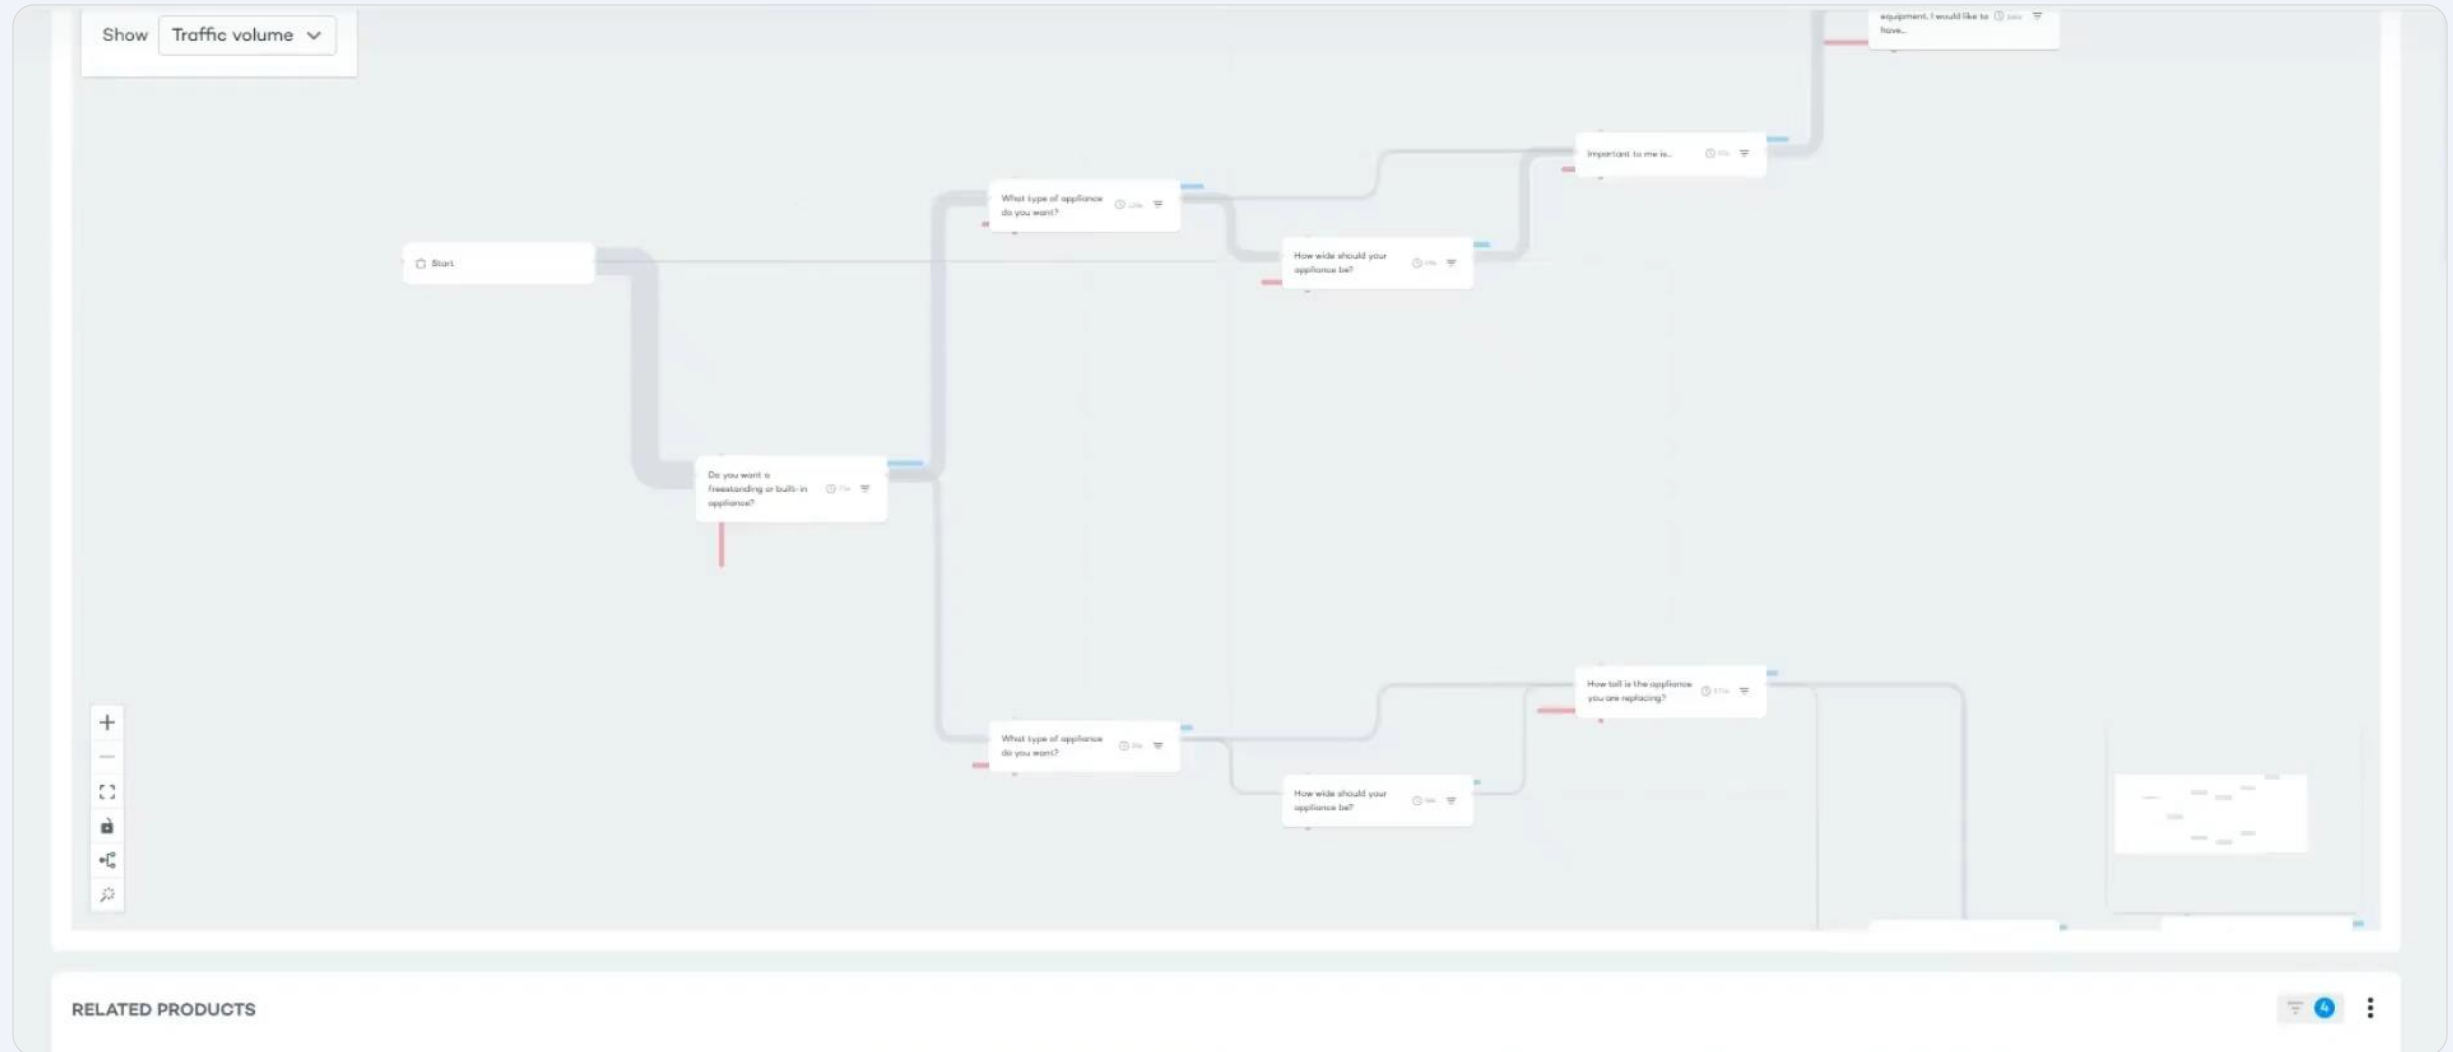 Show Traffic volume
equipment, I would like to
have...
Important to me is...
What type of appliance
do you want?
How wide should your
appliance be?
Start
Do you want a
freestanding or built-in
appliance?
How tall is the appliance
you are replacing?
What type of appliance
do you want?
How wide should your
appliance be?
RELATED PRODUCTS
4